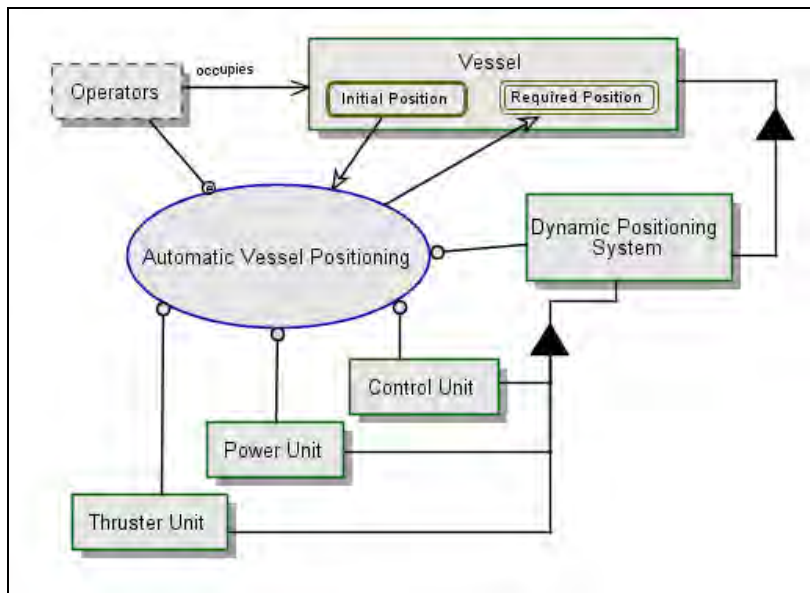 occupies
Vessel
Operators
Initial Position
Required Position
Automatic Vessel Positioning
Dynamic Positioning
System
Control Unit
Power Unit
Thruster Unit